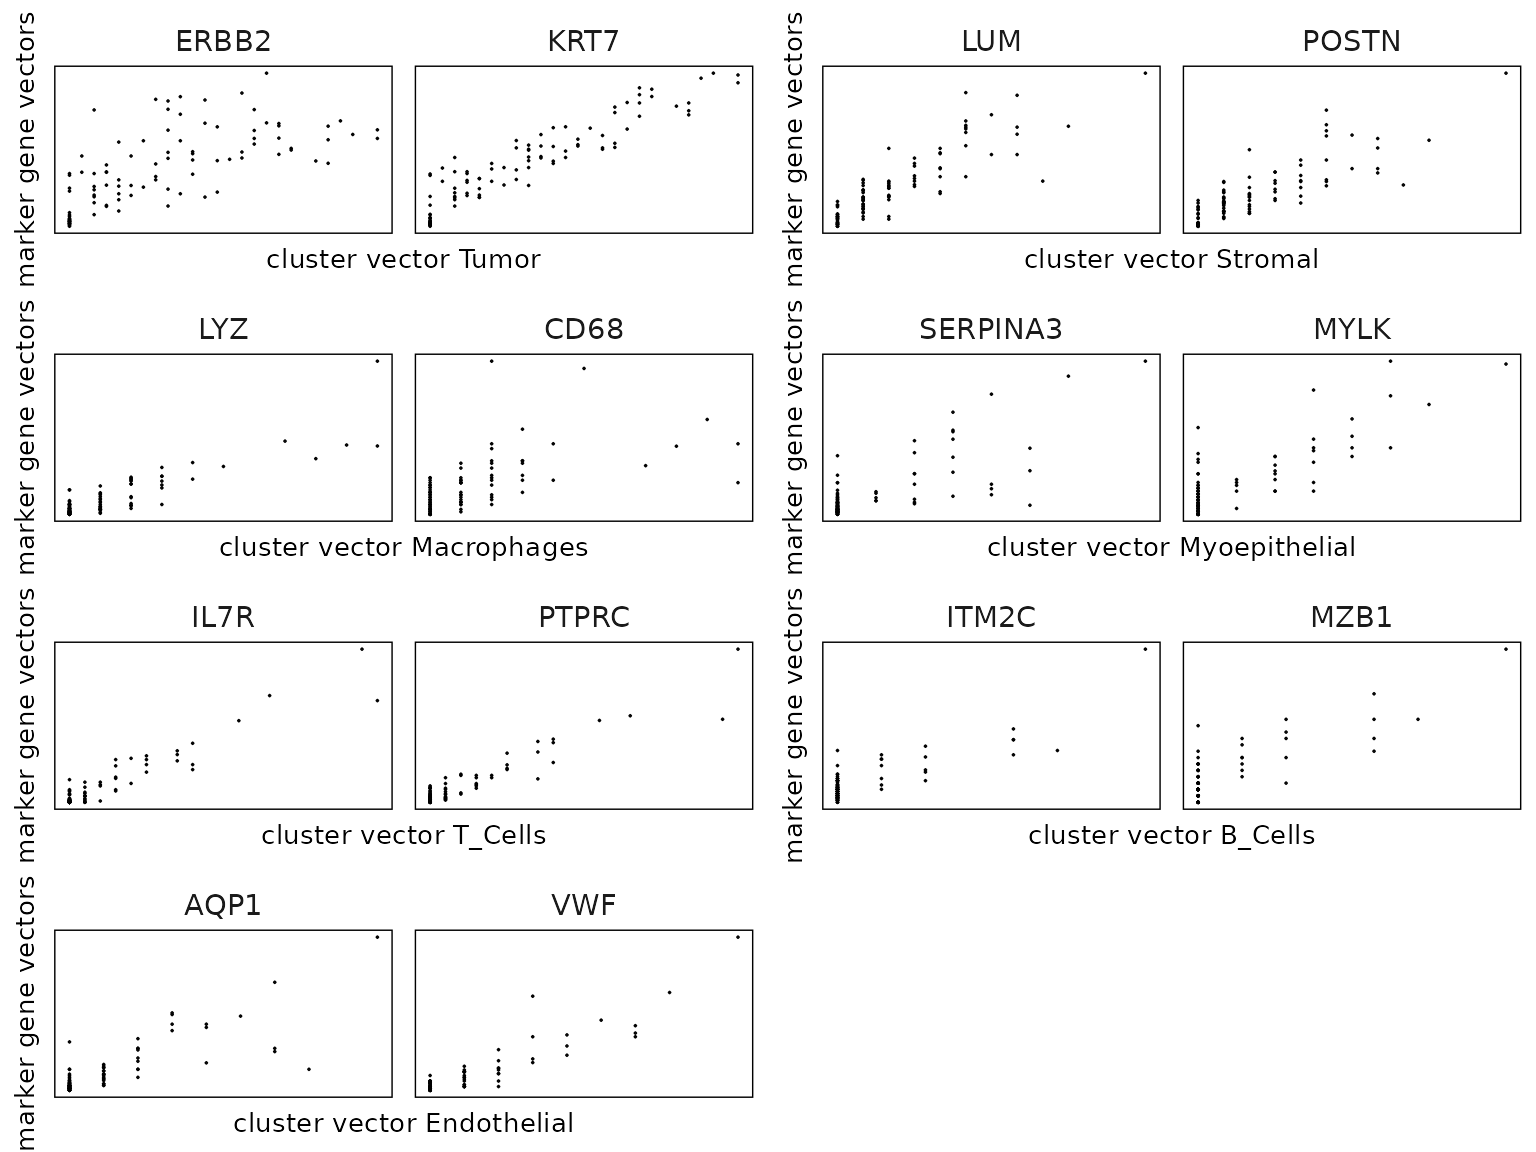 marker gene vectors
ERBB2
KRT7
cluster vector Tumor
marker gene vectors
LUM
POSTN
cluster vector Stromal
marker gene vectors
LYZ
CD68
cluster vector Macrophages
marker gene vectors
SERPINA3
MYLK
cluster vector Myoepithelial
marker gene vectors
IL7R
PTPRC
cluster vector T_Cells
marker gene vectors
ITM2C
MZB1
cluster vector B_Cells
marker gene vectors
AQP1
VWF
cluster vector Endothelial